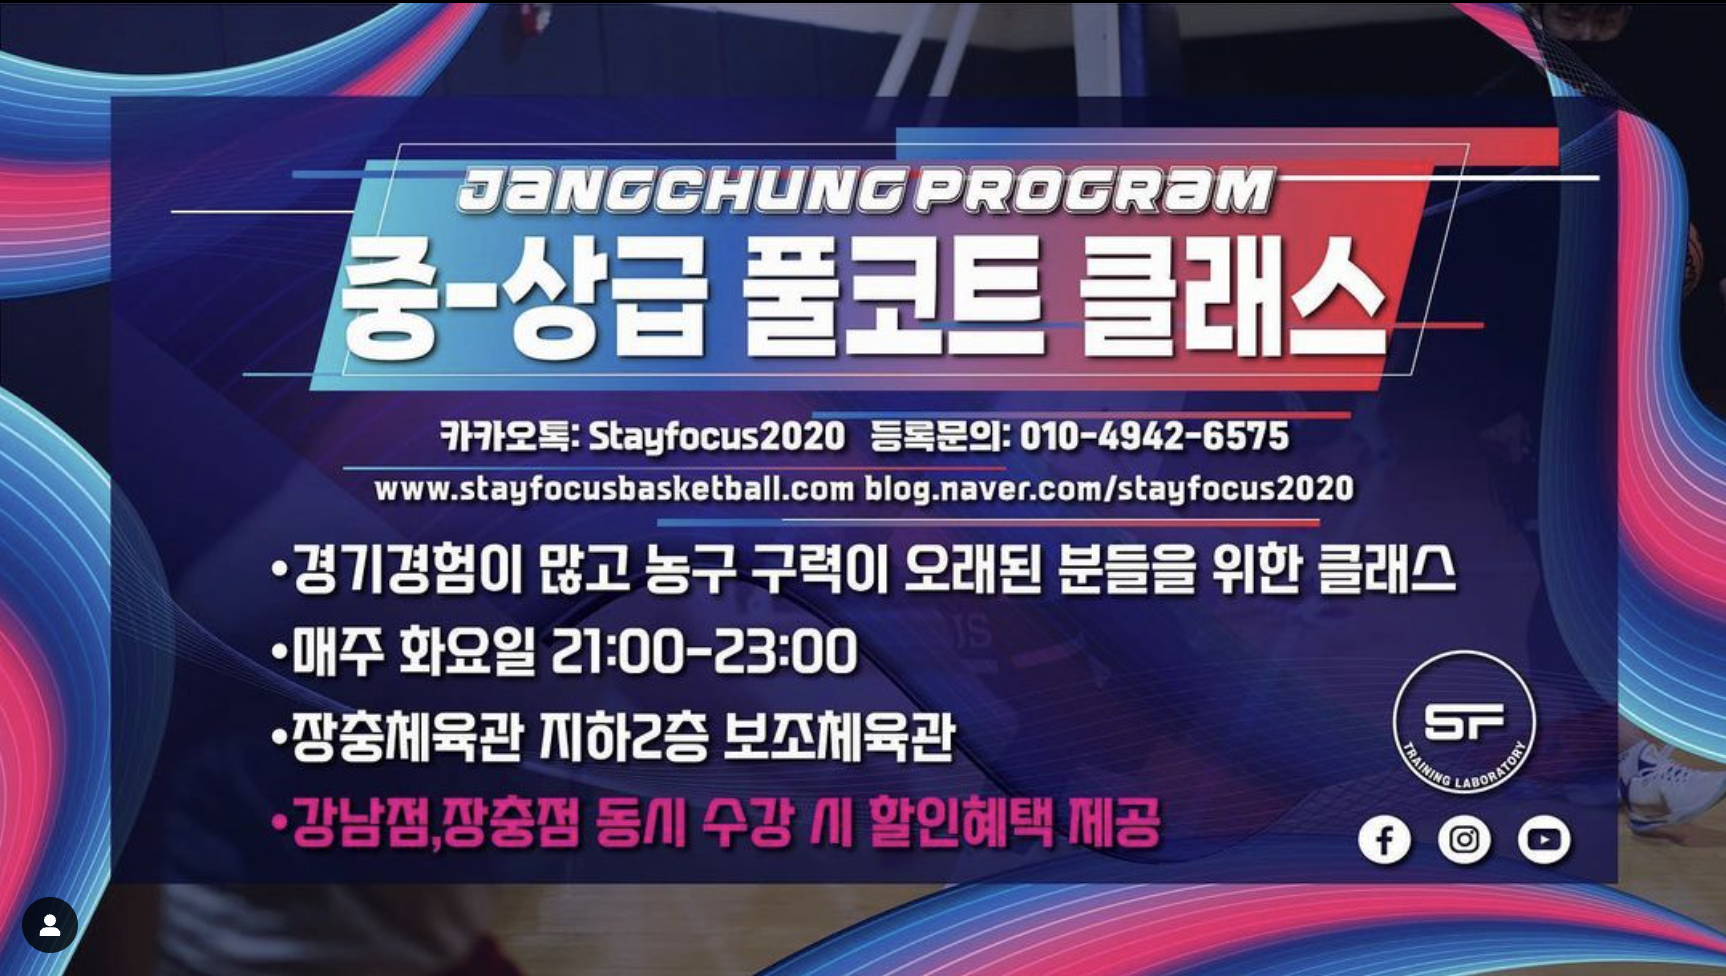 JANGCHUNG PROGRAM
중-상급 풀코트 클래스
카카오톡: Stayfocus2020 등록문의: 010-4942-6575
www.stayfocusbasketball.com blog.naver.com/stayfocus2020
•경기경험이 많고 농구 구력이 오래된 분들을 위한 클래스
•매주 화요일 21:00-23:00
•장충체육관 지하2층 보조체육관
•강남점,장충점 동시 수강 시 할인혜택 제공
SF
TRAINING LABORATORY